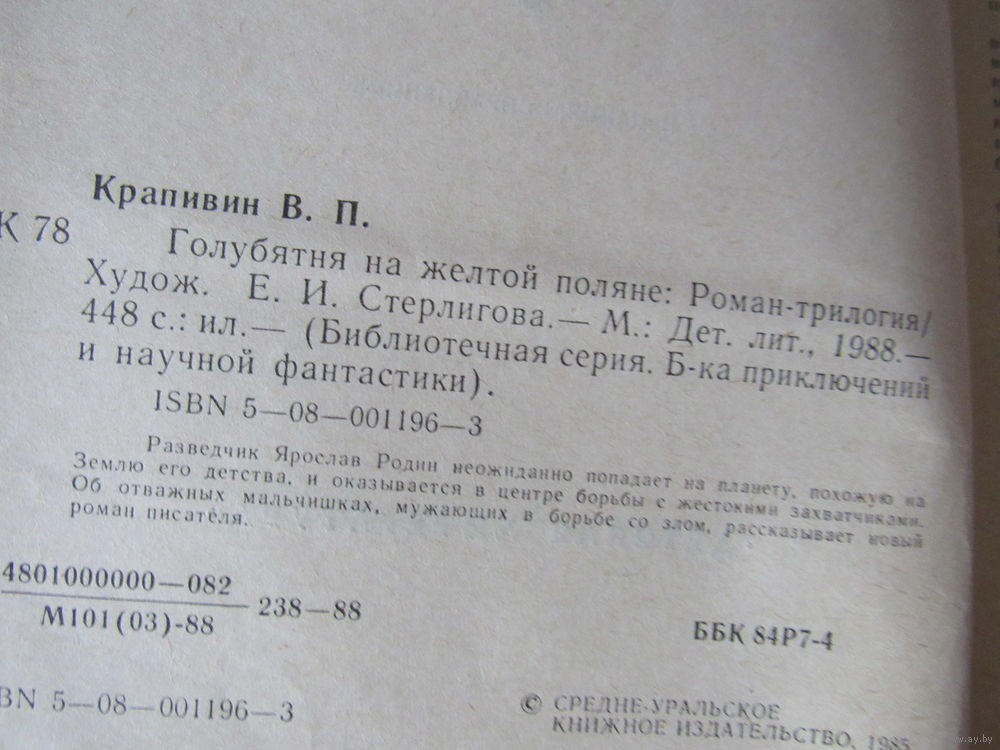 Крапивин В. П.
К 78
Голубятня на желтой поляне: Роман-трилогия/
Худож. Е. И. Стерлигова.— М.: Дет. лит., 1988.—
448 с.: ил.— (Библиотечная серия. Б-ка приключений
и научной фантастики).
ISBN 5—08—001196—3
Разведчик Ярослав Родин неожиданно попадает на планету, похожую на
Землю его детства, и оказывается в центре борьбы с жестокими захватчиками.
Об отважных мальчишках, мужающих в борьбе со злом, рассказывает новый
роман писателя.
4801000000—082
М101(03)-88
238—88
ББК 84Р7-4
BN 5—08—001196—3
© СРЕДНЕ-УРАЛЬСКОЕ
КНИЖНОЕ ИЗДАТЕЛЬСТВО, 1985